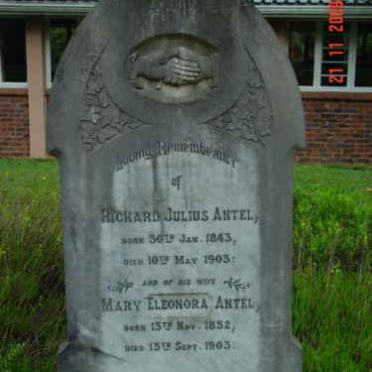 Loving Remembrance
of
RICHARD JULIUS ANTEL,
BORN 30TH JAN. 1843,
DIED 10TH MAY 1903:
AND OF HIS WIFE
MARY ELEONORA ANTEL,
BORN 15TH NOV. 1852,
DIED 15TH SEPT. 1903.
21 11 2009